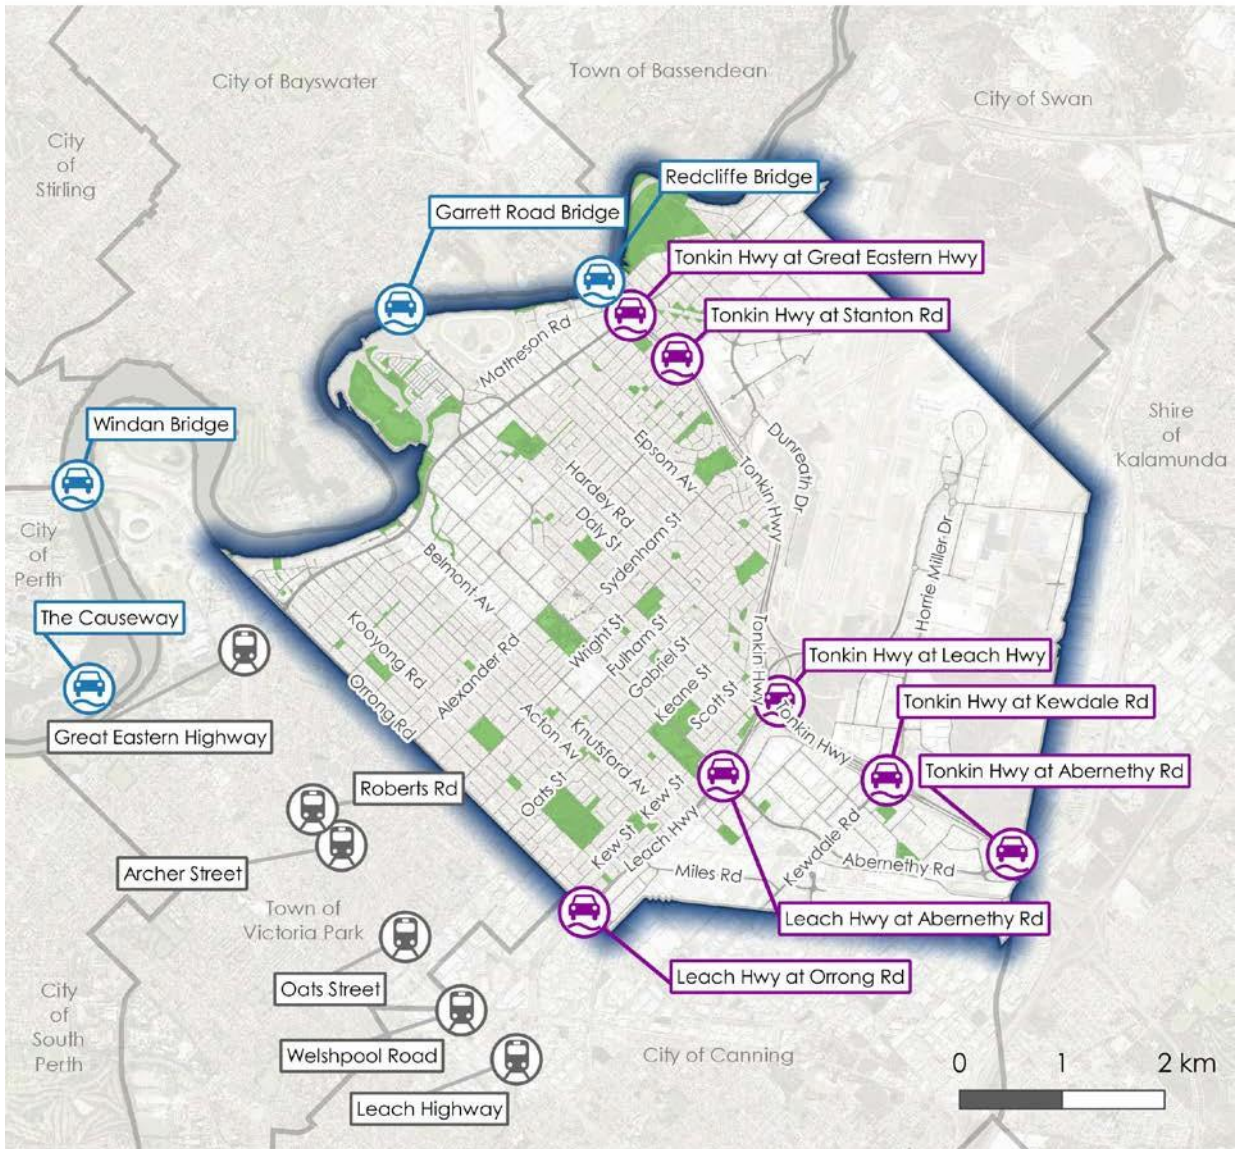 City of Bayswater
Town of Bassendean
City of Swan
City
of
Stirling
Redcliffe Bridge
Garrett Road Bridge
Tonkin Hwy at Great Eastern Hwy
Tonkin Hwy at Stanton Rd
Matheson Rd
Windan Bridge
Shire
of
Kalamunda
Epsom Av
Dunreath Dr
Tonkin Hwy
Hardey Rd
Daly St
Sydenham St
City
of
Perth
Belmont Av
Horrie Miller Dr
The Causeway
Kooyong Rd
Wright St
Fulham St
Gabriel St
Tonkin Hwy
Tonkin Hwy at Leach Hwy
Alexander Rd
Keane St
Scott St
Orrong Rd
Tonkin Hwy at Kewdale Rd
Great Eastern Highway
Acton Av
Knutsford Av
Tonkin Hwy
Tonkin Hwy at Abernethy Rd
Roberts Rd
Oats St
Kew St
Kew St
Leach Hwy
Kewdale Rd
Abernethy Rd
Miles Rd
Archer Street
Town of
Victoria Park
Leach Hwy at Abernethy Rd
Leach Hwy at Orrong Rd
City
of
South
Perth
Oats Street
Welshpool Road
City of Canning
Leach Highway
0 1 2 km